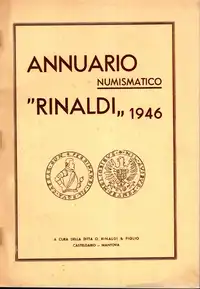 ANNUARIO
NUMISMATICO
"RINALDI„ 1946
A CURA DELLA DITTA O. RINALDI & FIGLIO
CASTELDARIO - MANTOVA